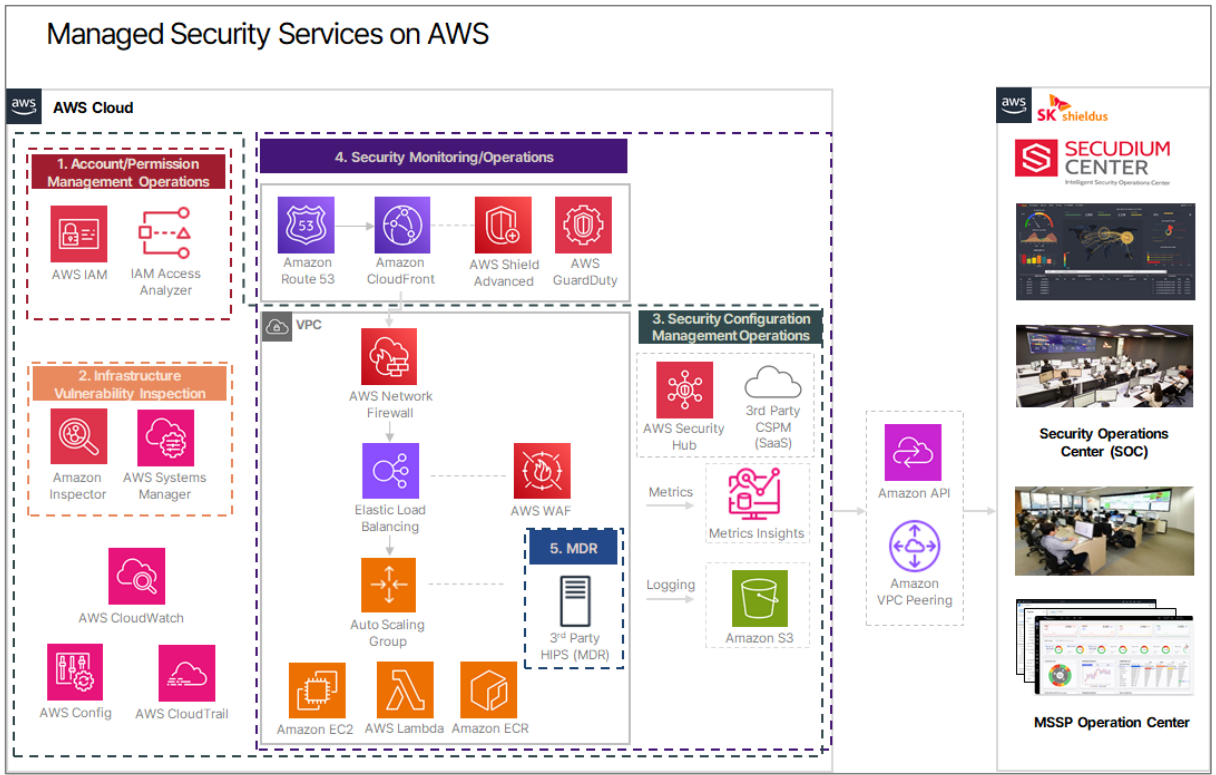 Managed Security Services on AWS
aws
AWS Cloud
1. Account/Permission
Management Operations
AWS IAM
IAM Access
Analyzer
2. Infrastructure
Vulnerability Inspection
Amazon
Inspector
AWS Systems
Manager
AWS CloudWatch
AWS Config
AWS CloudTrail
4. Security Monitoring/Operations
53
Amazon
Route 53
Amazon
CloudFront
AWS Shield
Advanced
AWS
GuardDuty
VPC
AWS Network
Firewall
Elastic Load
Balancing
AWS WAF
Auto Scaling
Group
5. MDR
3rd Party
HIPS (MDR)
Amazon EC2
AWS Lambda
Amazon ECR
3. Security Configuration
Management Operations
AWS Security
Hub
3rd Party
CSPM
(SaaS)
Metrics
Metrics Insights
Logging
Amazon S3
Amazon API
Amazon
VPC Peering
aws
SK shieldus
SECUDIUM
CENTER
Intelligent Security Operations Center
Security Operations
Center (SOC)
MSSP Operation Center